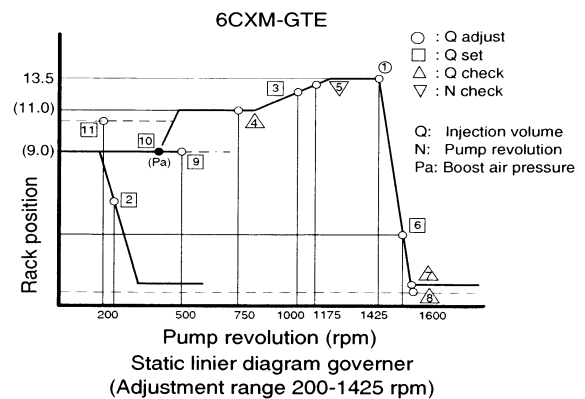 6CXM-GTE
○ : Q adjust
□ : Q set
△ : Q check
▽ : N check
Q: Injection volume
N: Pump revolution
Pa: Boost air pressure
13.5
(11.0)
(9.0)
Rack position
1
3
5
4
11
10
(Pa)
9
2
6
7
8
200
500
750
1000
1175
1425
1600
Pump revolution (rpm)
Static linier diagram governer
(Adjustment range 200-1425 rpm)